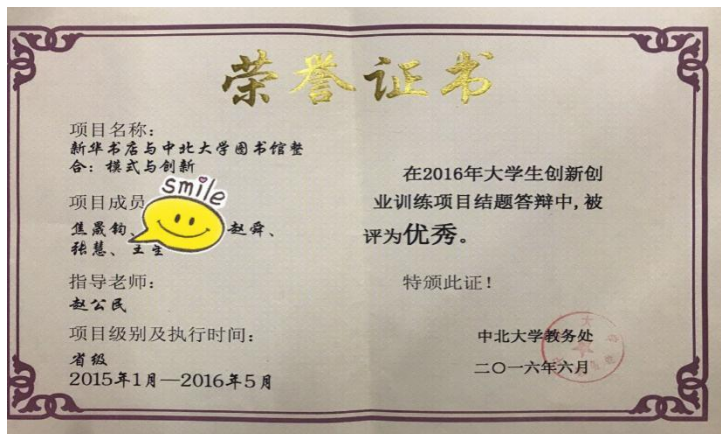 荣誉证书
项目名称：
新华书店与中北大学图书馆整
合：模式与创新
smile
项目成员
焦晟钧、 赵舜、
张慧、王主
指导老师：
赵公民
项目级别及执行时间：
省级
2015年1月—2016年5月
在2016年大学生创新创
业训练项目结题答辩中，被
评为优秀。
特颁此证！
中北大学教务处
二〇一六年六月